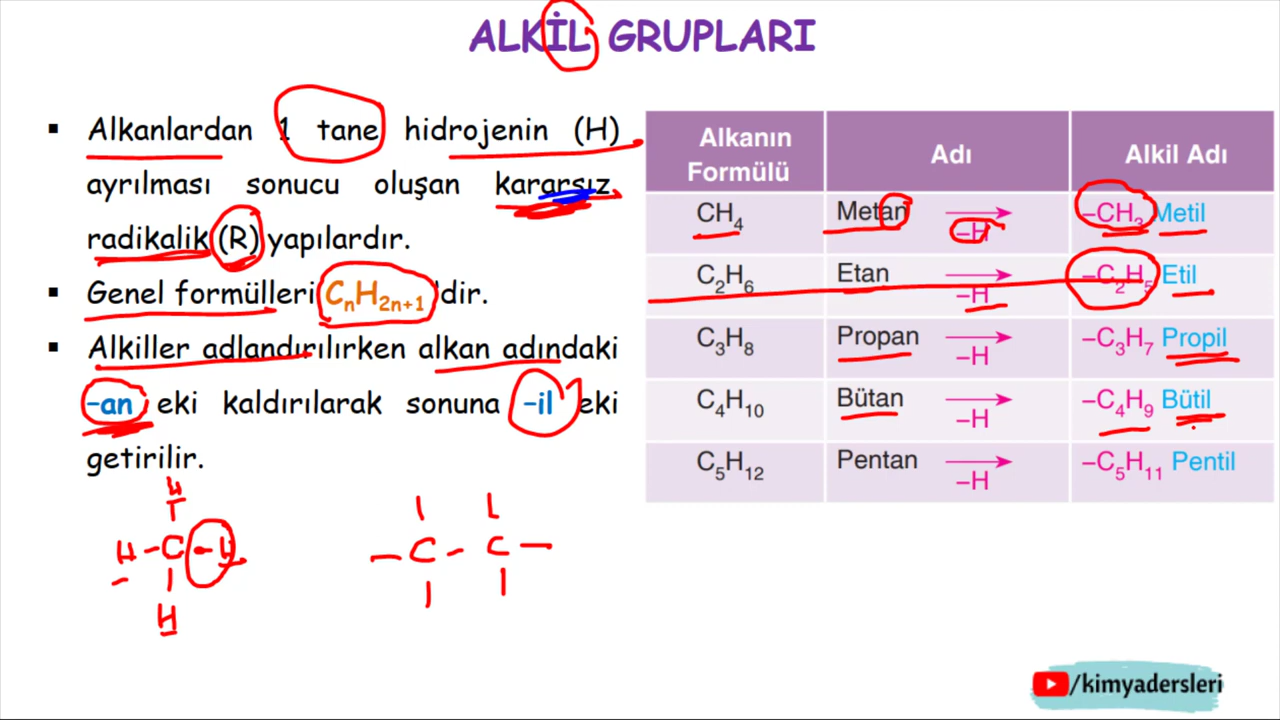 ALKİL GRUPLARI
▪ Alkanlardan 1 tane hidrojenin (H)
ayrılması sonucu oluşan kararsız
radikalik (R) yapılardır.
▪ Genel formülleri CnH2n+1 'dir.
▪ Alkiller adlandırılırken alkan adındaki
–an eki kaldırılarak sonuna –il eki
getirilir.
Alkanın Formülü Adı Alkil Adı
CH4 Metan –H –CH3 Metil
C2H6 Etan –H –C2H5 Etil
C3H8 Propan –H –C3H7 Propil
C4H10 Bütan –H –C4H9 Bütil
C5H12 Pentan –H –C5H11 Pentil
H
H – C – H
H
– C – C –
/kimyadersleri